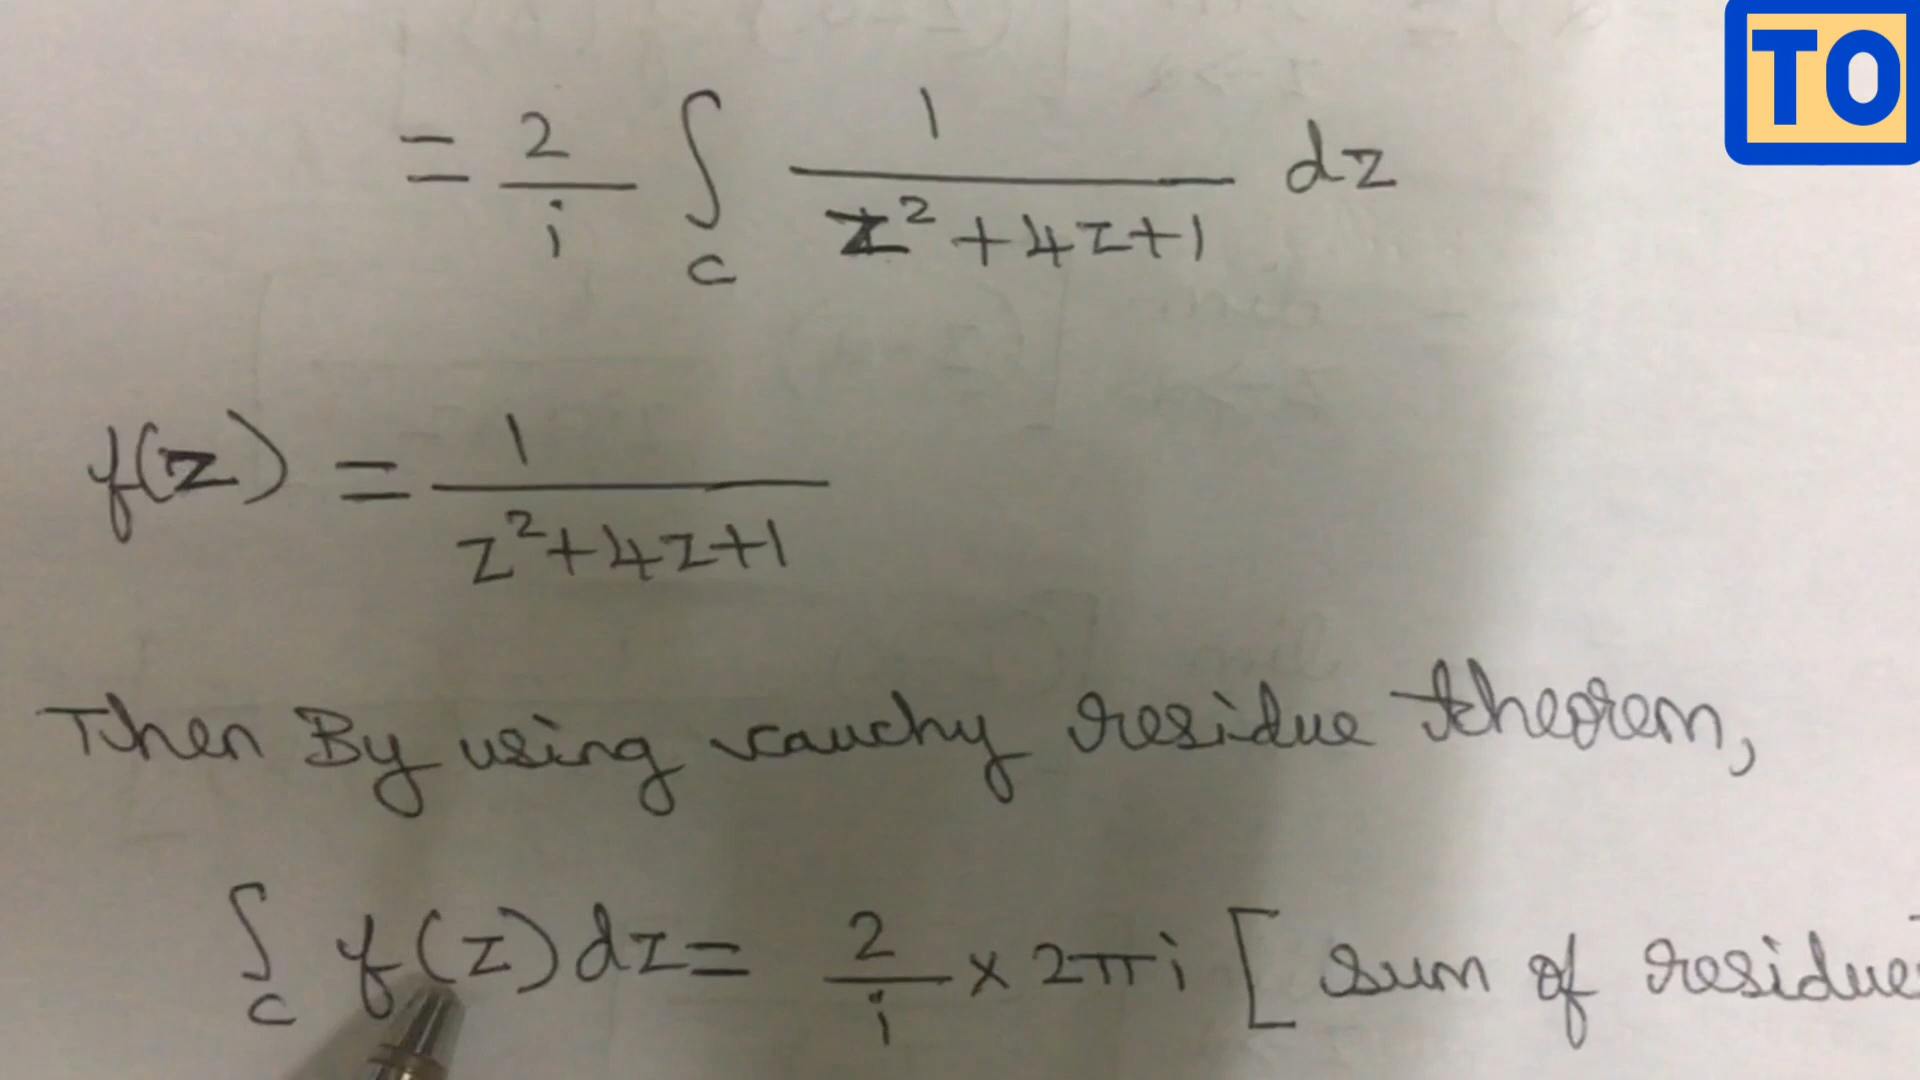 TO
= 2/i ∫_c 1/(z²+4z+1) dz
f(z) = 1/(z²+4z+1)
Then By using cauchy residue theorem,
∫_c f(z)dz = 2/i × 2πi [ sum of residue